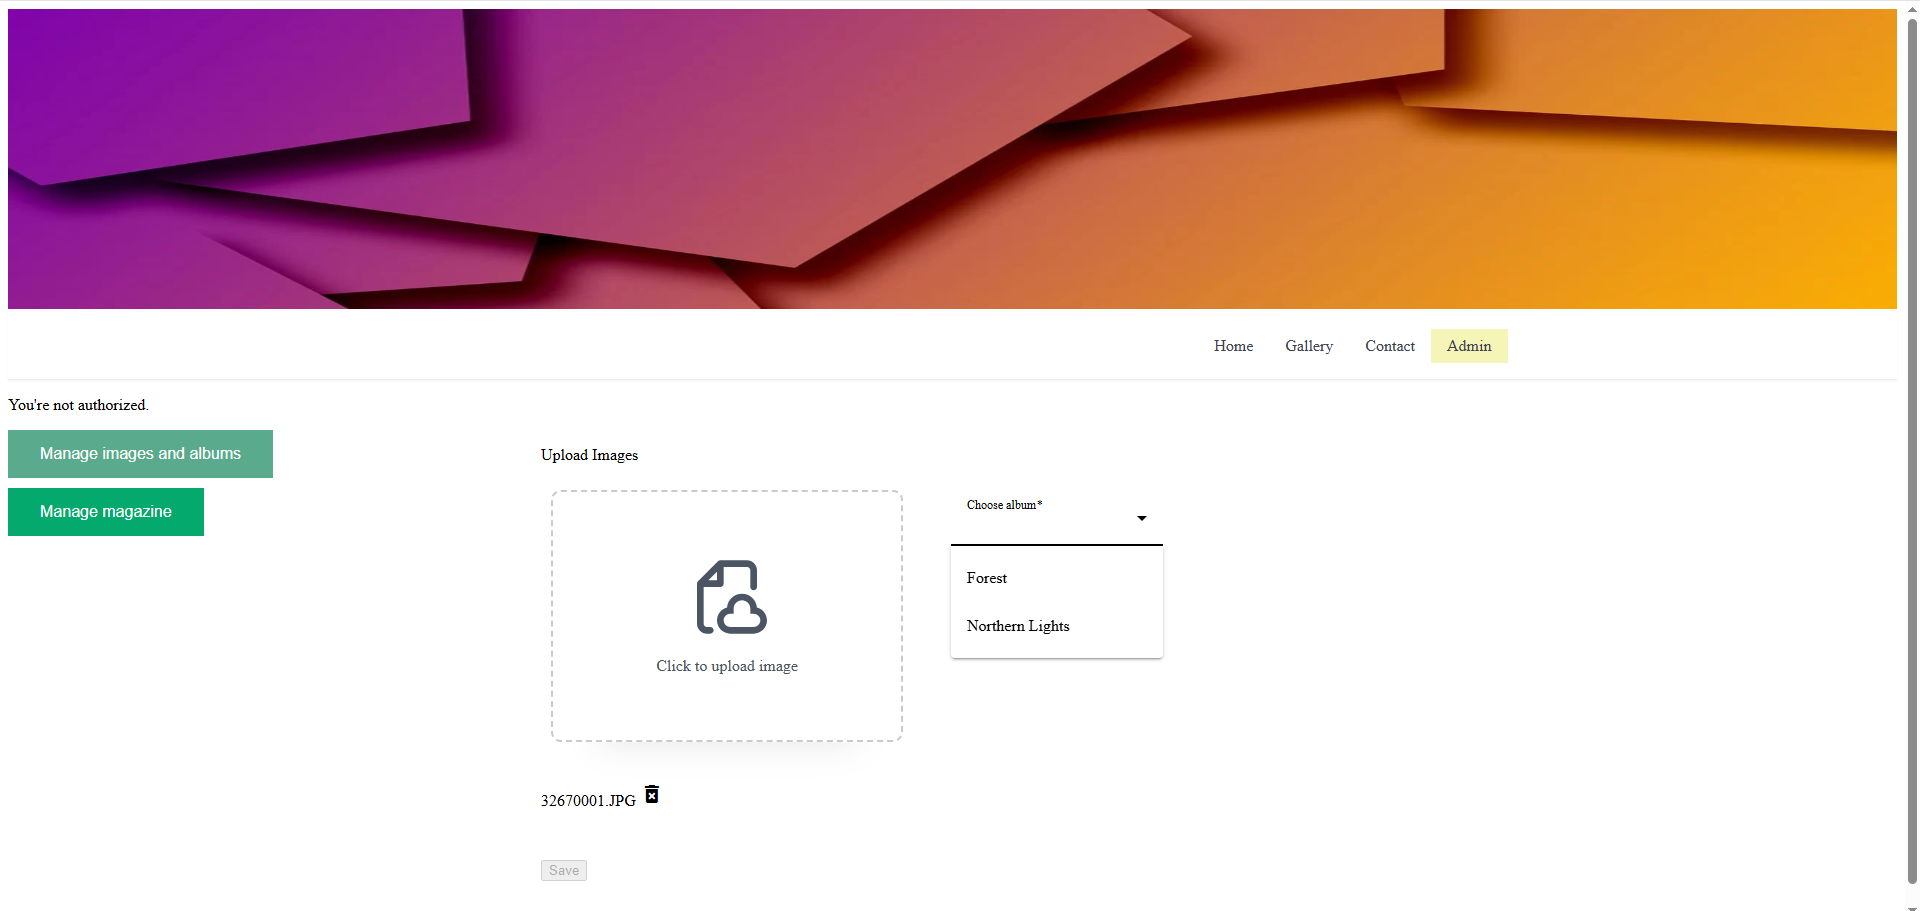 Home
Gallery
Contact
Admin
You're not authorized.
Manage images and albums
Manage magazine
Upload Images
Click to upload image
Choose album*
Forest
Northern Lights
32670001.JPG
Save